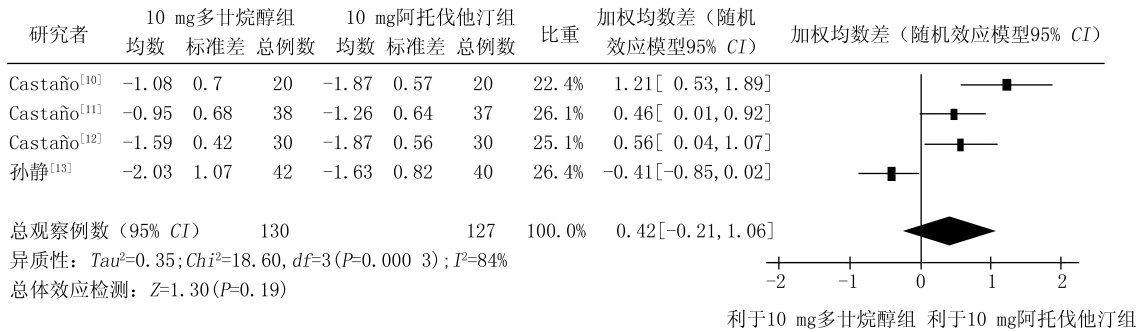 研究者 10 mg多廿烷醇组 10 mg阿托伐他汀组 比重 加权均数差（随机效应模型95% CI） 加权均数差（随机效应模型95% CI）
均数 标准差 总例数 均数 标准差 总例数
Castaño[10] -1.08 0.7 20 -1.87 0.57 20 22.4% 1.21[ 0.53,1.89]
Castaño[11] -0.95 0.68 38 -1.26 0.64 37 26.1% 0.46[ 0.01,0.92]
Castaño[12] -1.59 0.42 30 -1.87 0.56 30 25.1% 0.56[ 0.04,1.07]
孙静[13] -2.03 1.07 42 -1.63 0.82 40 26.4% -0.41[-0.85,0.02]
总观察例数（95% CI） 130 127 100.0% 0.42[-0.21,1.06]
异质性：Tau²=0.35;Chi²=18.60,df=3(P=0.000 3);I²=84%
总体效应检测：Z=1.30(P=0.19)
-2 -1 0 1 2
利于10 mg多廿烷醇组 利于10 mg阿托伐他汀组